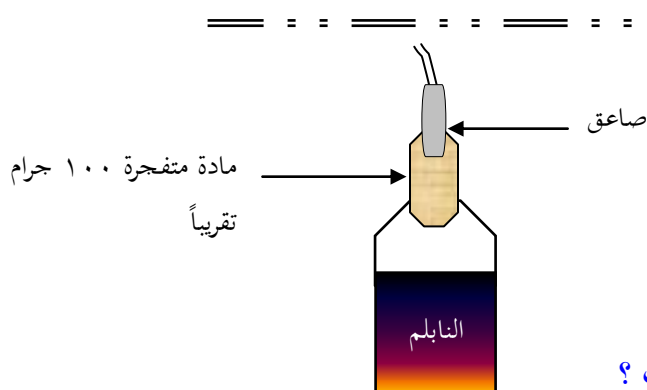 صاعق
مادة متفجرة ١٠٠ جرام
تقريباً
النابلم
؟